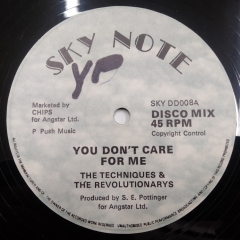 SKY NOTE
YP
Marketed by
CHIPS
for Angstar Ltd.
P Push Music
SKY DD008A
DISCO MIX
45 RPM
Copyright Control
YOU DON'T CARE
FOR ME
THE TECHNIQUES &
THE REVOLUTIONARYS
Produced by S. E. Pottinger
for Angstar Ltd.